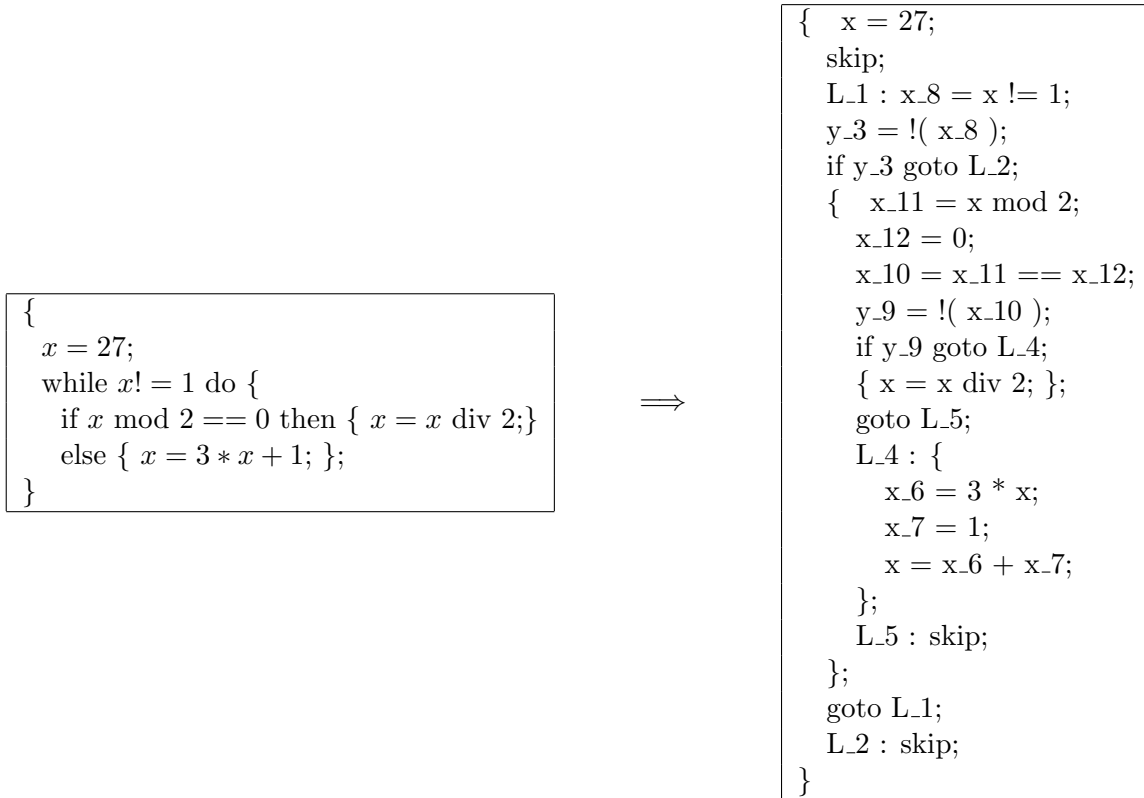 {
x = 27;
while x! = 1 do {
if x mod 2 == 0 then { x = x div 2;}
else { x = 3 ∗ x + 1; };
}
⟹
{ x = 27;
skip;
L_1 : x_8 = x != 1;
y_3 = !( x_8 );
if y_3 goto L_2;
{ x_11 = x mod 2;
x_12 = 0;
x_10 = x_11 == x_12;
y_9 = !( x_10 );
if y_9 goto L_4;
{ x = x div 2; };
goto L_5;
L_4 : {
x_6 = 3 * x;
x_7 = 1;
x = x_6 + x_7;
};
L_5 : skip;
};
goto L_1;
L_2 : skip;
}